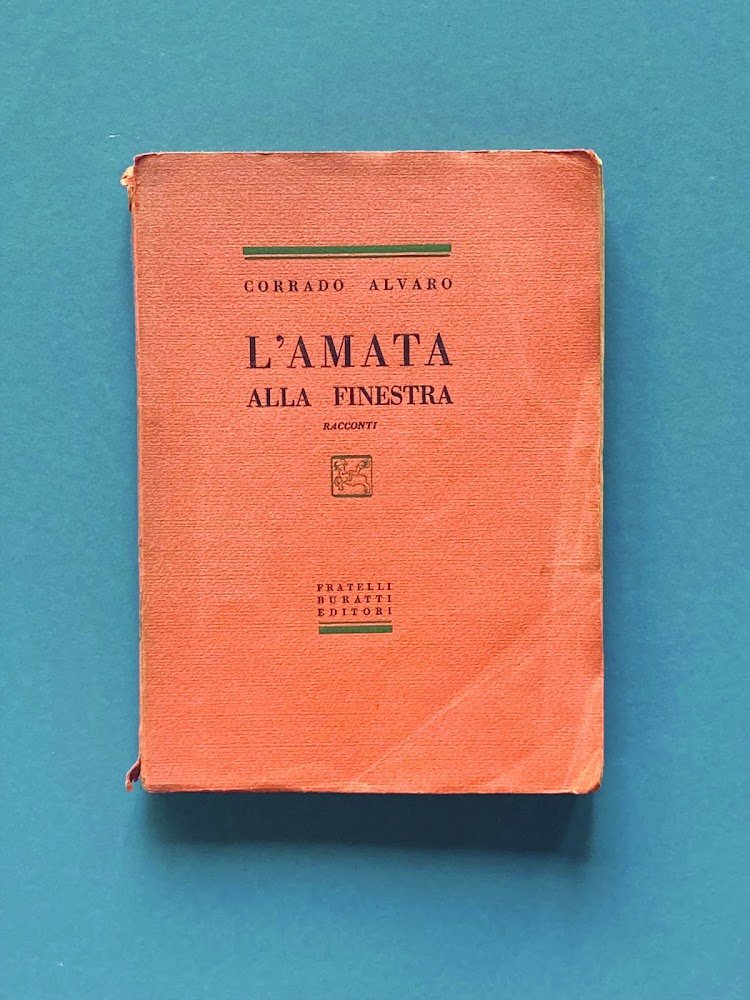 CORRADO ALVARO
L'AMATA
ALLA FINESTRA
RACCONTI
FRATELLI
BURATTI
EDITORI